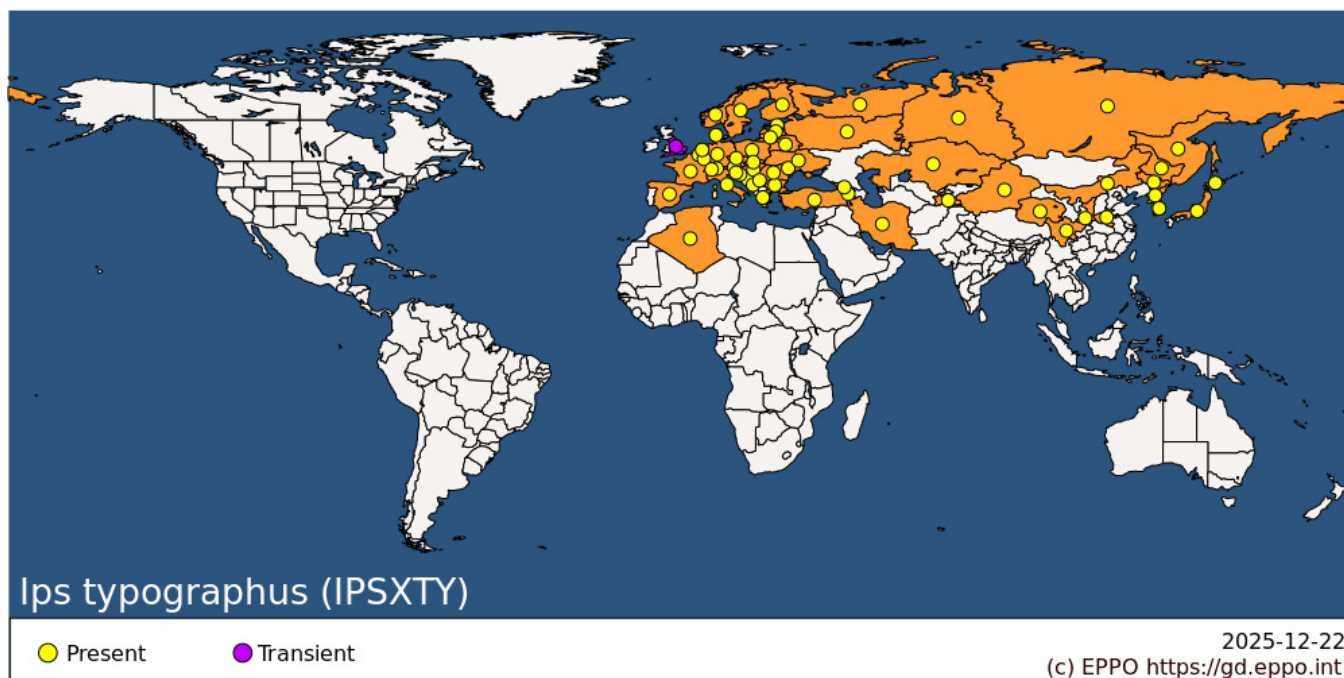 Ips typographus (IPSXTY)
Present
Transient
2025-12-22
(c) EPPO https://gd.eppo.int